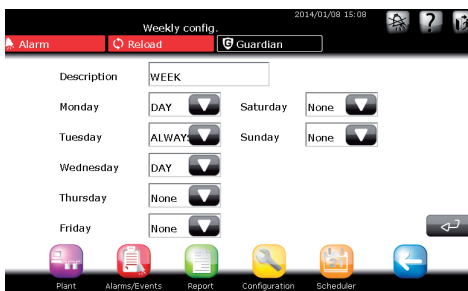 2014/01/08 15:08
Weekly config.
Alarm Reload Guardian
Description WEEK
Monday DAY Saturday None
Tuesday ALWAYS Sunday None
Wednesday DAY
Thursday None
Friday None
Plant Alarms/Events Report Configuration Scheduler